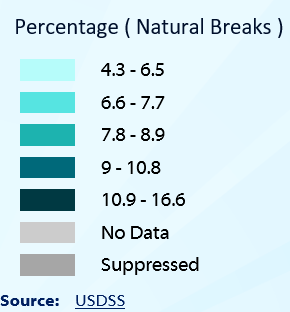 Percentage ( Natural Breaks )
4.3 - 6.5
6.6 - 7.7
7.8 - 8.9
9 - 10.8
10.9 - 16.6
No Data
Suppressed
Source: USDSS